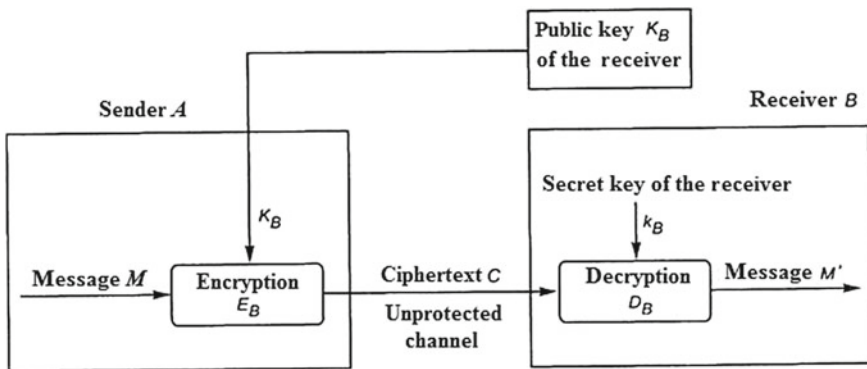 Public key K_B
of the receiver
Sender A
Receiver B
Secret key of the receiver
K_B
k_B
Message M
Encryption
E_B
Ciphertext C
Unprotected
channel
Decryption
D_B
Message M'